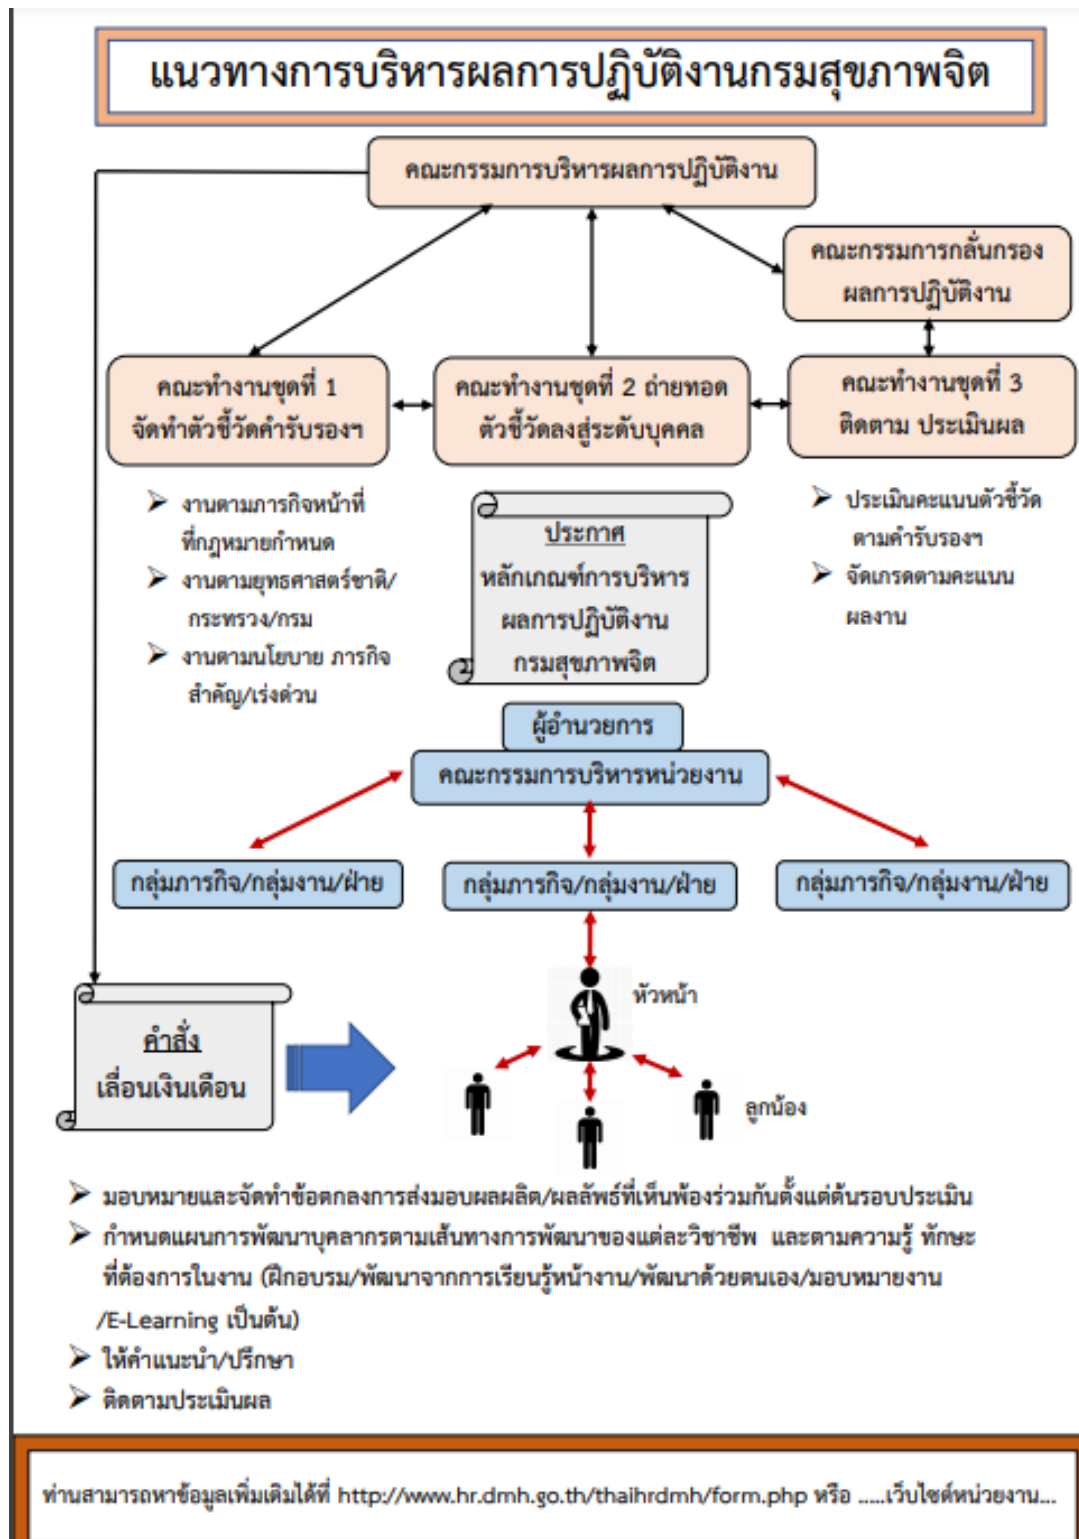 แนวทางการบริหารผลการปฏิบัติงานกรมสุขภาพจิต
คณะกรรมการบริหารผลการปฏิบัติงาน
คณะกรรมการกลั่นกรอง
ผลการปฏิบัติงาน
คณะทำงานชุดที่ 1
จัดทำตัวชี้วัดคำรับรองฯ
คณะทำงานชุดที่ 2 ถ่ายทอด
ตัวชี้วัดลงสู่ระดับบุคคล
คณะทำงานชุดที่ 3
ติดตาม ประเมินผล
➢ งานตามภารกิจหน้าที่
ที่กฎหมายกำหนด
➢ งานตามยุทธศาสตร์ชาติ/
กระทรวง/กรม
➢ งานตามนโยบาย ภารกิจ
สำคัญ/เร่งด่วน
ประกาศ
หลักเกณฑ์การบริหาร
ผลการปฏิบัติงาน
กรมสุขภาพจิต
➢ ประเมินคะแนนตัวชี้วัด
ตามคำรับรองฯ
➢ จัดเกรดตามคะแนน
ผลงาน
ผู้อำนวยการ
คณะกรรมการบริหารหน่วยงาน
กลุ่มภารกิจ/กลุ่มงาน/ฝ่าย
กลุ่มภารกิจ/กลุ่มงาน/ฝ่าย
กลุ่มภารกิจ/กลุ่มงาน/ฝ่าย
หัวหน้า
คำสั่ง
เลื่อนเงินเดือน
ลูกน้อง
➢ มอบหมายและจัดทำข้อตกลงการส่งมอบผลผลิต/ผลลัพธ์ที่เห็นพ้องร่วมกันตั้งแต่ต้นรอบประเมิน
➢ กำหนดแผนการพัฒนาบุคลากรตามเส้นทางการพัฒนาของแต่ละวิชาชีพ และตามความรู้ ทักษะ
ที่ต้องการในงาน (ฝึกอบรม/พัฒนาจากการเรียนรู้หน้างาน/พัฒนาด้วยตนเอง/มอบหมายงาน
/E-Learning เป็นต้น)
➢ ให้คำแนะนำ/ปรึกษา
➢ ติดตามประเมินผล
ท่านสามารถหาข้อมูลเพิ่มเติมได้ที่ http://www.hr.dmh.go.th/thaihrdmh/form.php หรือ .....เว็บไซต์หน่วยงาน...